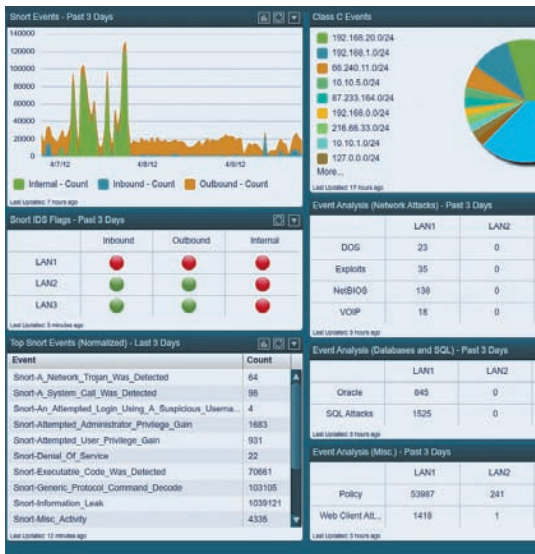 Snort Events - Past 3 Days
140000
120000
100000
80000
60000
40000
20000
0
4/7/12 4/8/12 4/9/12
Internal - Count Inbound - Count Outbound - Count
Last Updated: 7 hours ago
Snort IDS Flags - Past 3 Days
Inbound Outbound Internal
LAN1
LAN2
LAN3
Last Updated: 5 minutes ago
Top Snort Events (Normalized) - Last 3 Days
Event Count
Snort-A_Network_Trojan_Was_Detected 64
Snort-A_System_Call_Was_Detected 96
Snort-An_Attempted_Login_Using_A_Suspicious_Userna... 4
Snort-Attempted_Administrator_Privilege_Gain 1683
Snort-Attempted_User_Privilege_Gain 931
Snort-Denial_Of_Service 22
Snort-Executable_Code_Was_Detected 70661
Snort-Generic_Protocol_Command_Decode 103105
Snort-Information_Leak 1039121
Snort-Misc_Activity 4335
Last Updated: 12 minutes ago
Class C Events
192.168.20.0/24
192.168.1.0/24
66.240.11.0/24
10.10.5.0/24
87.233.164.0/24
192.168.0.0/24
216.66.33.0/24
10.10.1.0/24
127.0.0.0/24
More...
Last Updated: 17 hours ago
Event Analysis (Network Attacks) - Past 3 Days
LAN1 LAN2
DOS 23 0
Exploits 35 0
NetBIOS 136 0
VOIP 18 0
Last Updated: 5 hours ago
Event Analysis (Databases and SQL) - Past 3 Days
LAN1 LAN2
Oracle 845 0
SQL Attacks 1525 0
Last Updated: 5 hours ago
Event Analysis (Misc.) - Past 3 Days
LAN1 LAN2
Policy 53987 241
Web Client Att... 1418 1
Last Updated: 5 hours ago